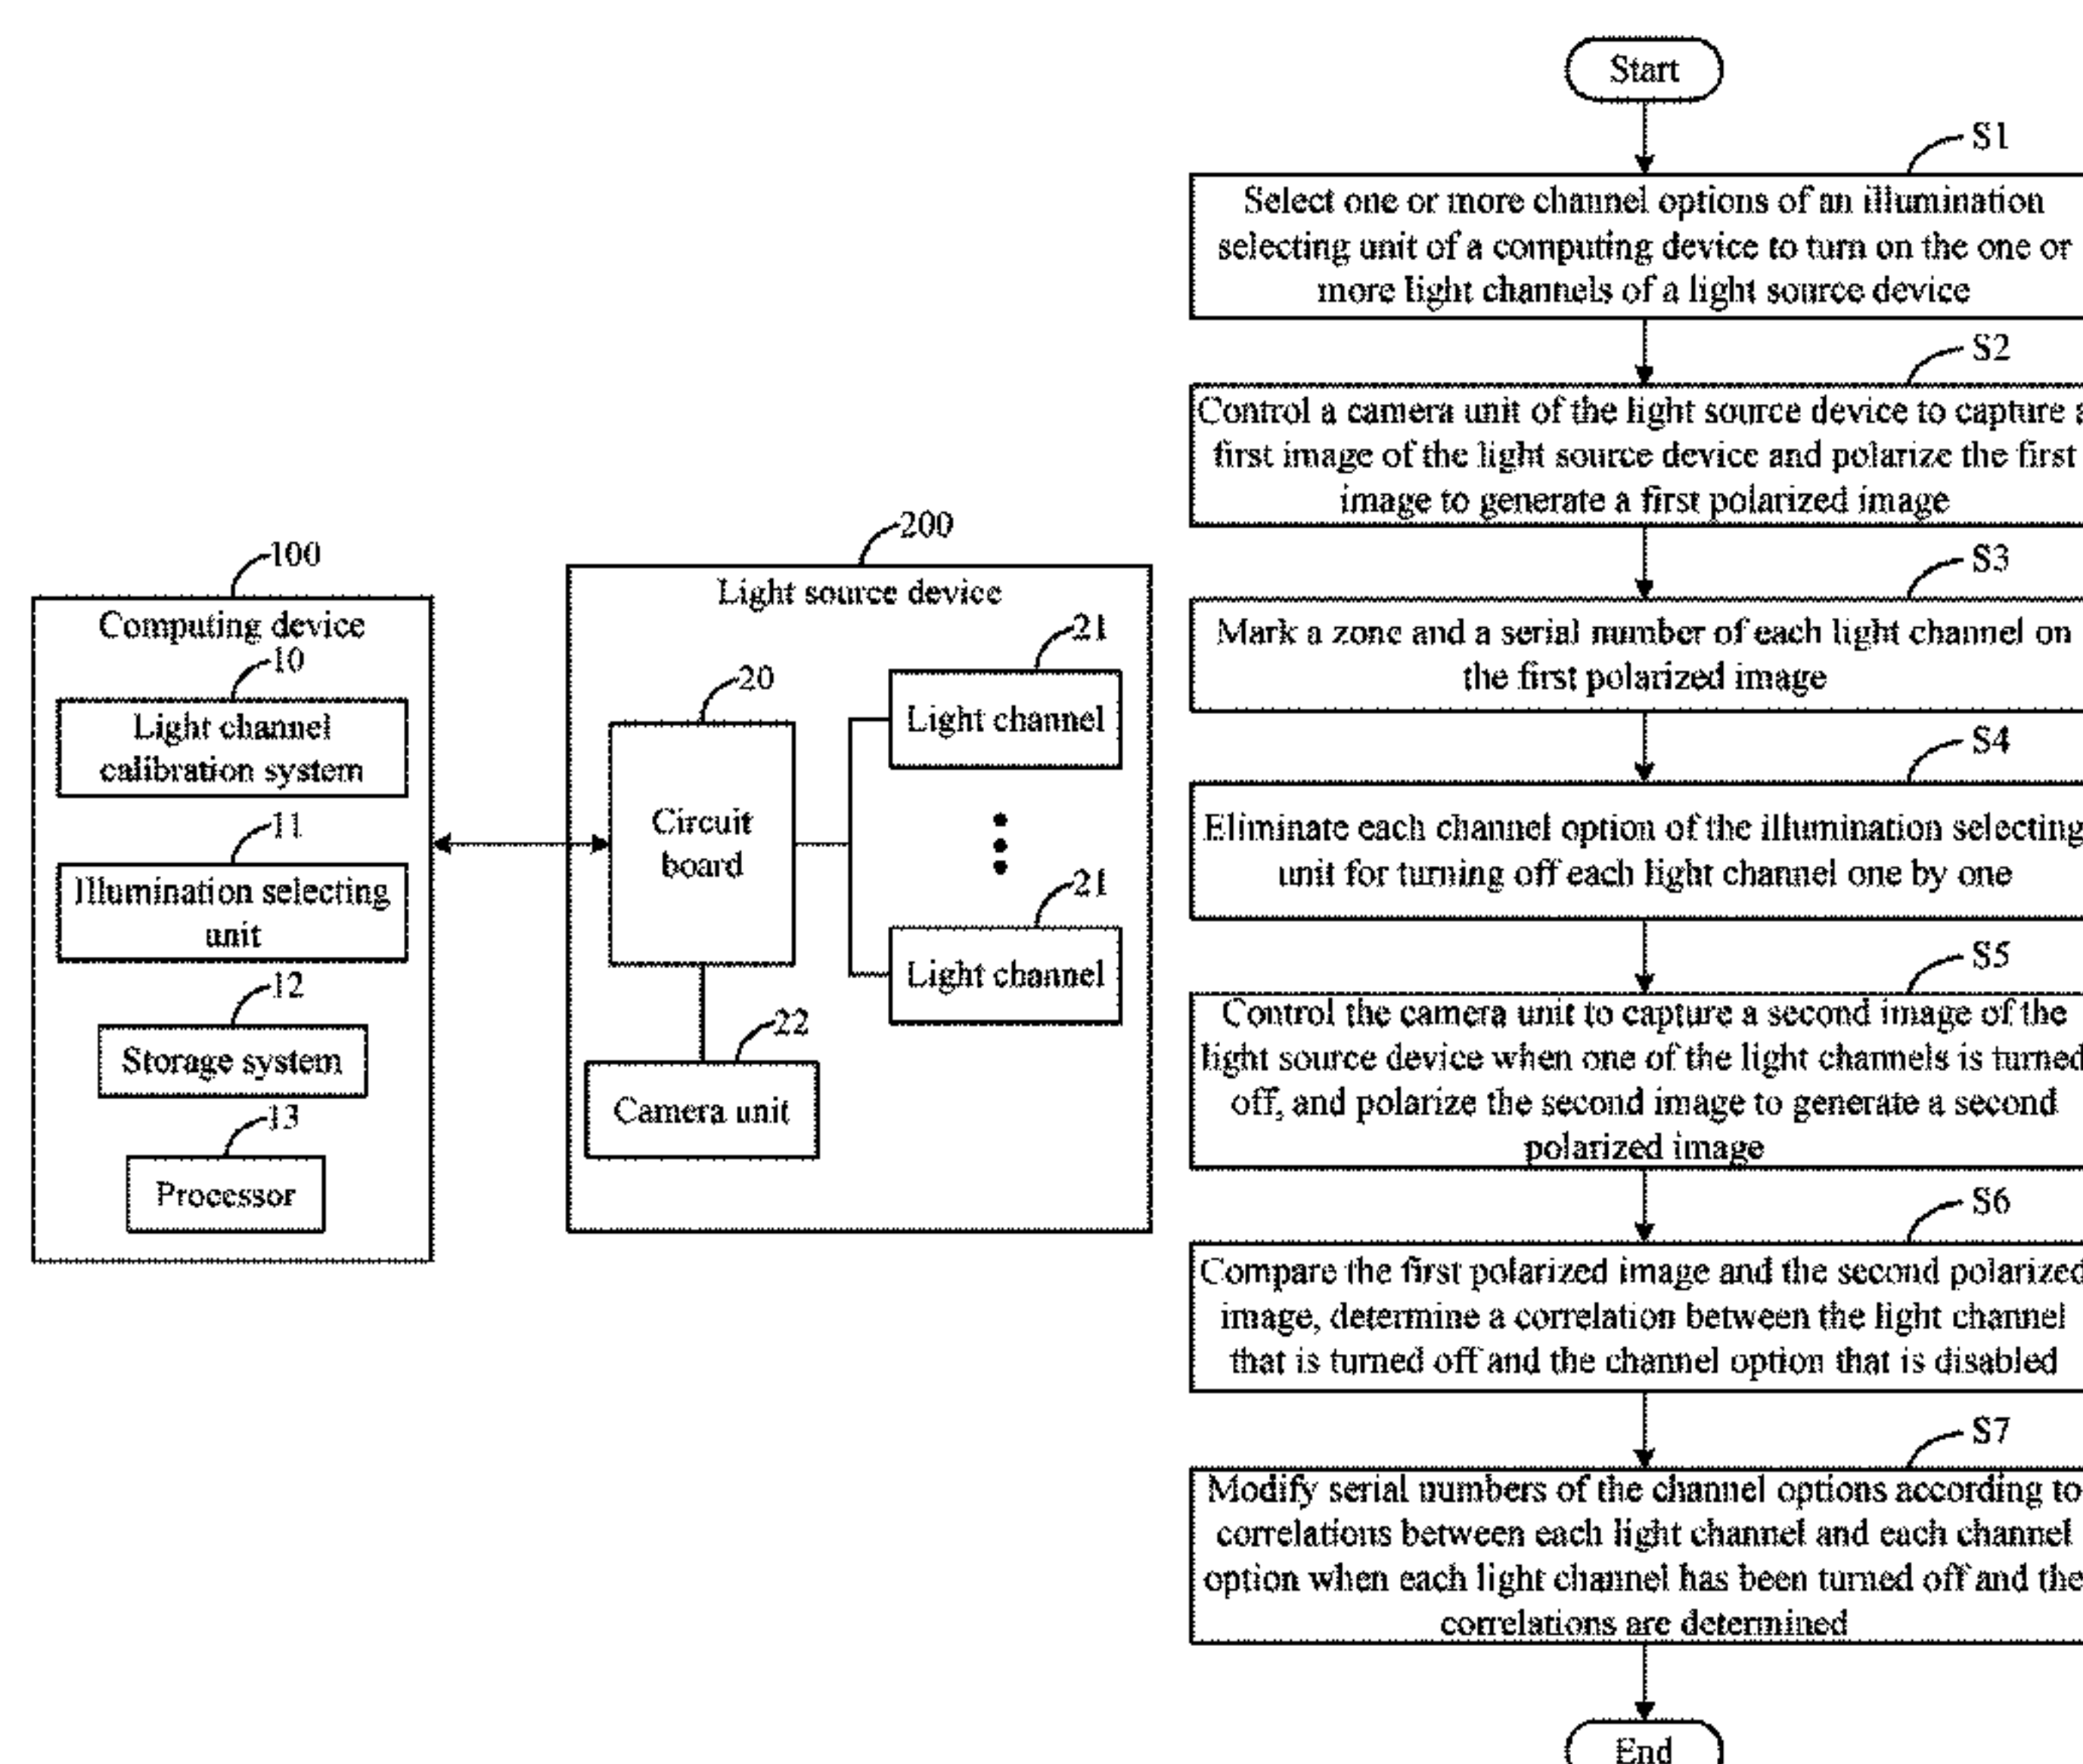 100
Computing device
10
Light channel
calibration system
11
Illumination selecting
unit
12
Storage system
13
Processor
200
Light source device
20
Circuit
board
21
Light channel
21
Light channel
22
Camera unit
Start
S1
Select one or more channel options of an illumination
selecting unit of a computing device to turn on the one or
more light channels of a light source device
S2
Control a camera unit of the light source device to capture a
first image of the light source device and polarize the first
image to generate a first polarized image
S3
Mark a zone and a serial number of each light channel on
the first polarized image
S4
Eliminate each channel option of the illumination selecting
unit for turning off each light channel one by one
S5
Control the camera unit to capture a second image of the
light source device when one of the light channels is turned
off, and polarize the second image to generate a second
polarized image
S6
Compare the first polarized image and the second polarized
image, determine a correlation between the light channel
that is turned off and the channel option that is disabled
S7
Modify serial numbers of the channel options according to
correlations between each light channel and each channel
option when each light channel has been turned off and the
correlations are determined
End